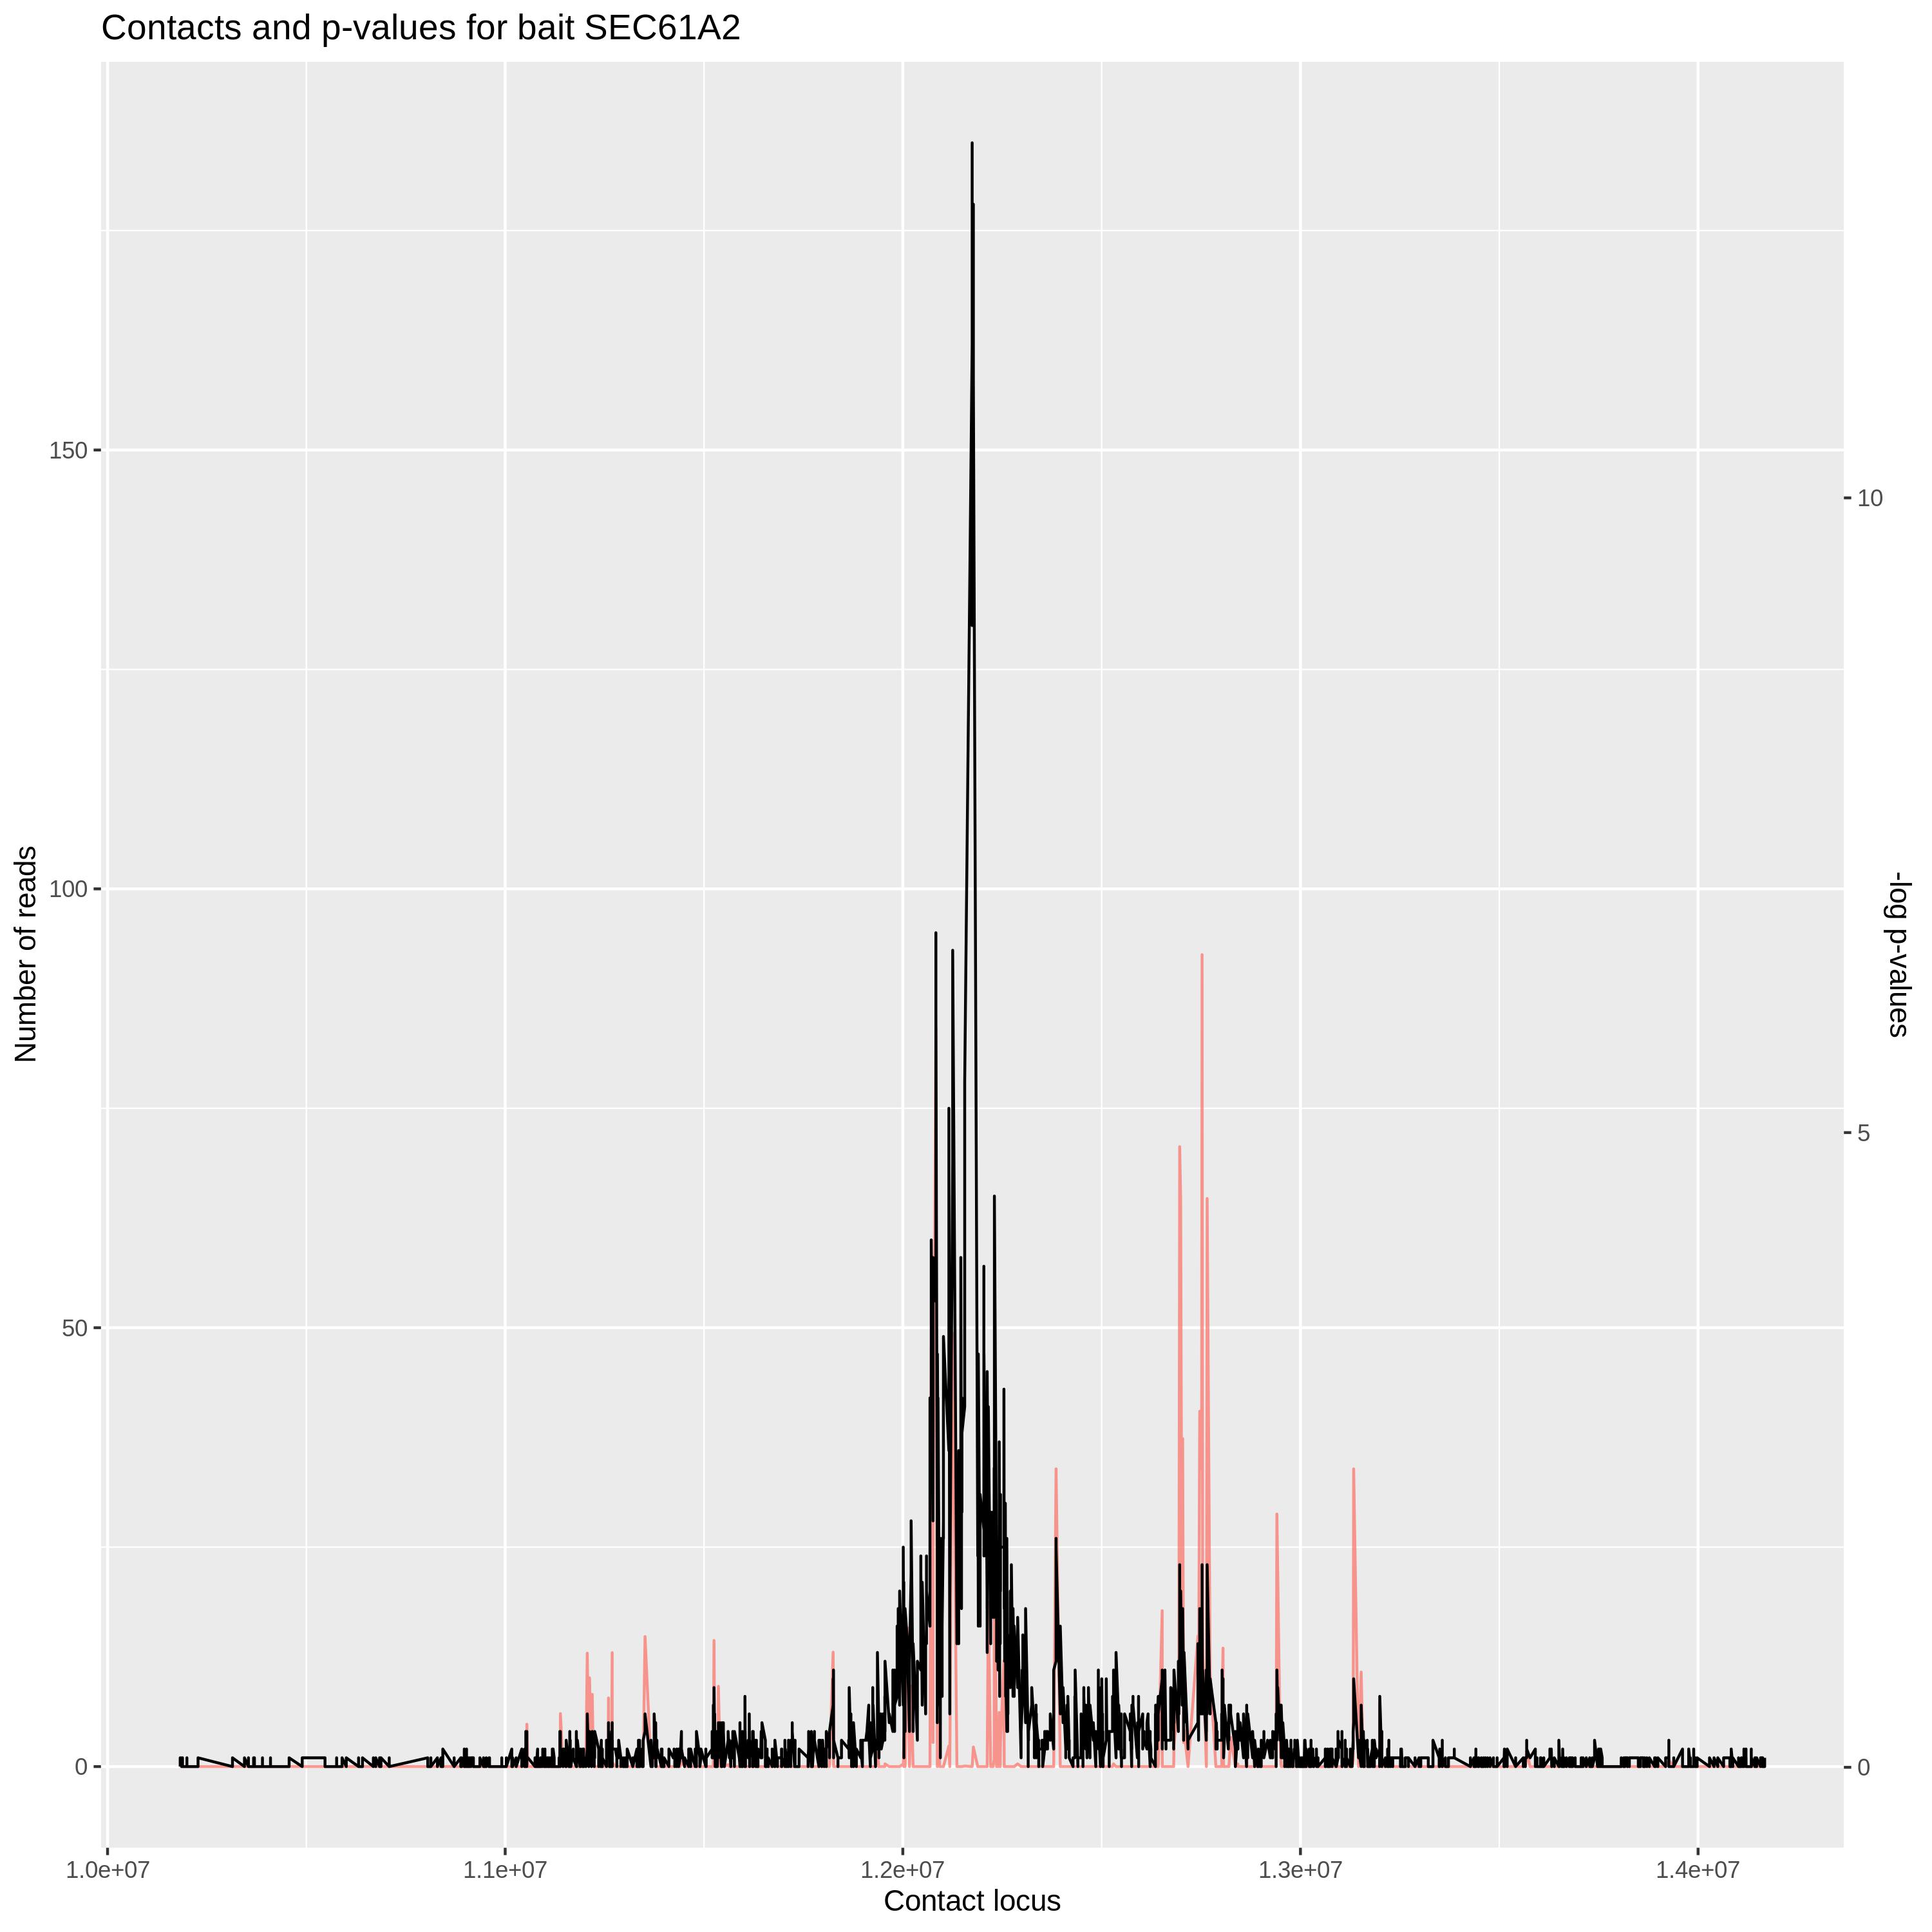 Contacts and p-values for bait SEC61A2
150
100
50
0
10
5
0
Number of reads
-log p-values
1.0e+07 1.1e+07 1.2e+07 1.3e+07 1.4e+07
Contact locus